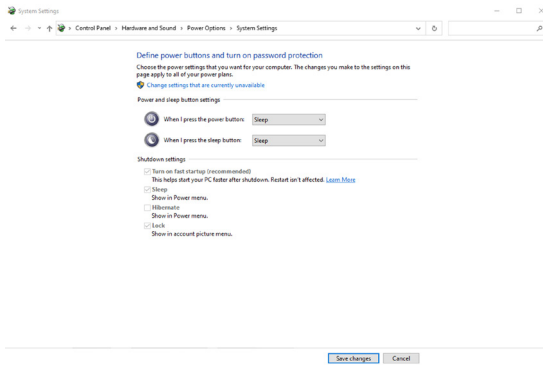 System Settings
Control Panel > Hardware and Sound > Power Options > System Settings
Define power buttons and turn on password protection
Choose the power settings that you want for your computer. The changes you make to the settings on this
page apply to all of your power plans.
Change settings that are currently unavailable
Power and sleep button settings
When I press the power button: Sleep
When I press the sleep button: Sleep
Shutdown settings
Turn on fast startup (recommended)
This helps start your PC faster after shutdown. Restart isn't affected. Learn More
Sleep
Show in Power menu.
Hibernate
Show in Power menu.
Lock
Show in account picture menu.
Save changes Cancel